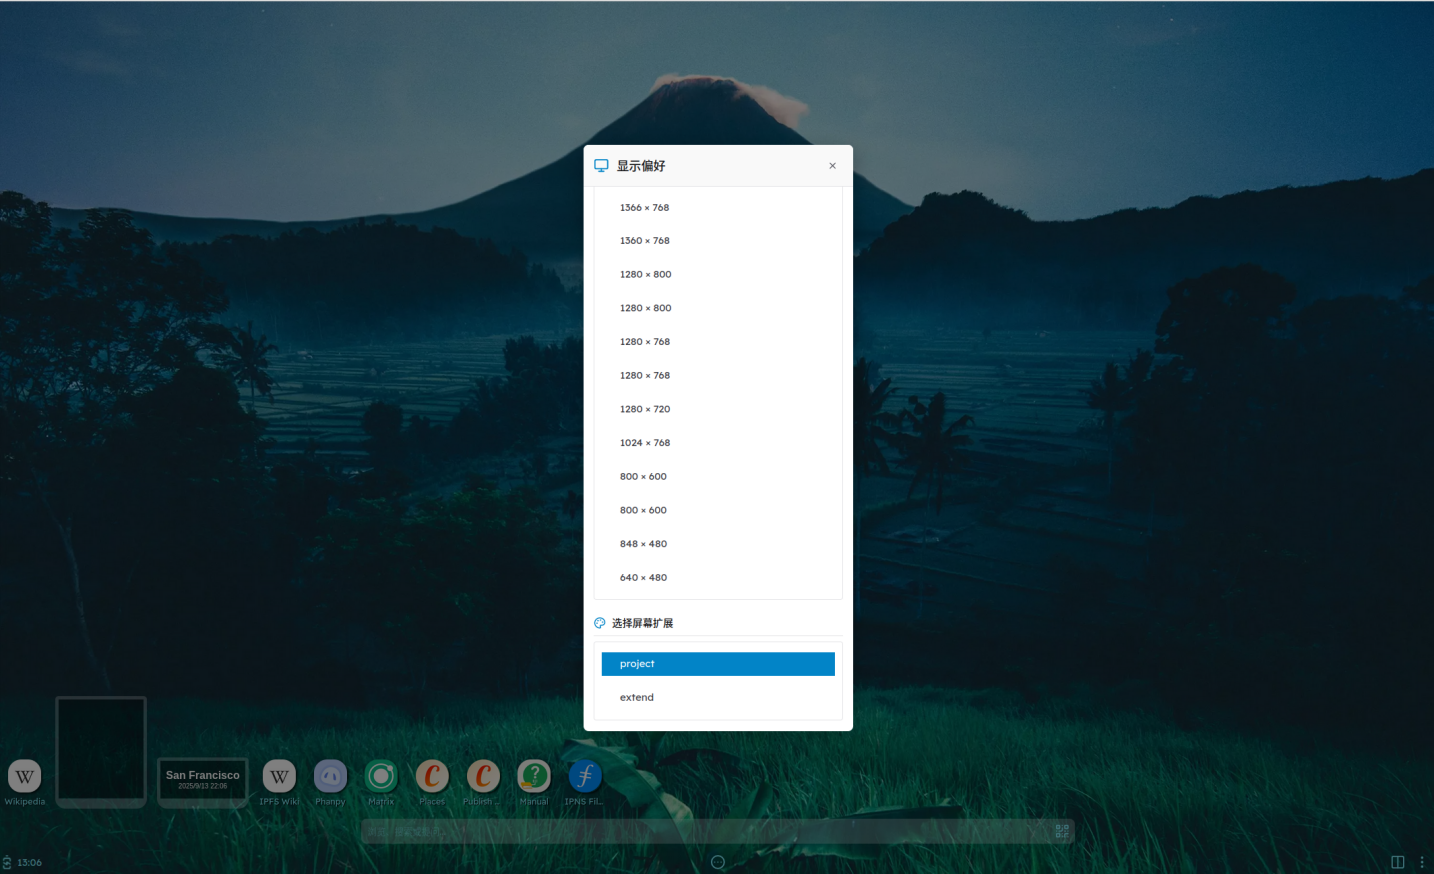 显示偏好
1366 × 768
1360 × 768
1280 × 800
1280 × 800
1280 × 768
1280 × 768
1280 × 720
1024 × 768
800 × 600
800 × 600
848 × 480
640 × 480
选择屏幕扩展
project
extend
San Francisco
2025/9/13 22:06
Wikipedia
IPFS Wiki
Phanpy
Matrix
Places
Publish ...
Manual
IPNS Fil...
13:06